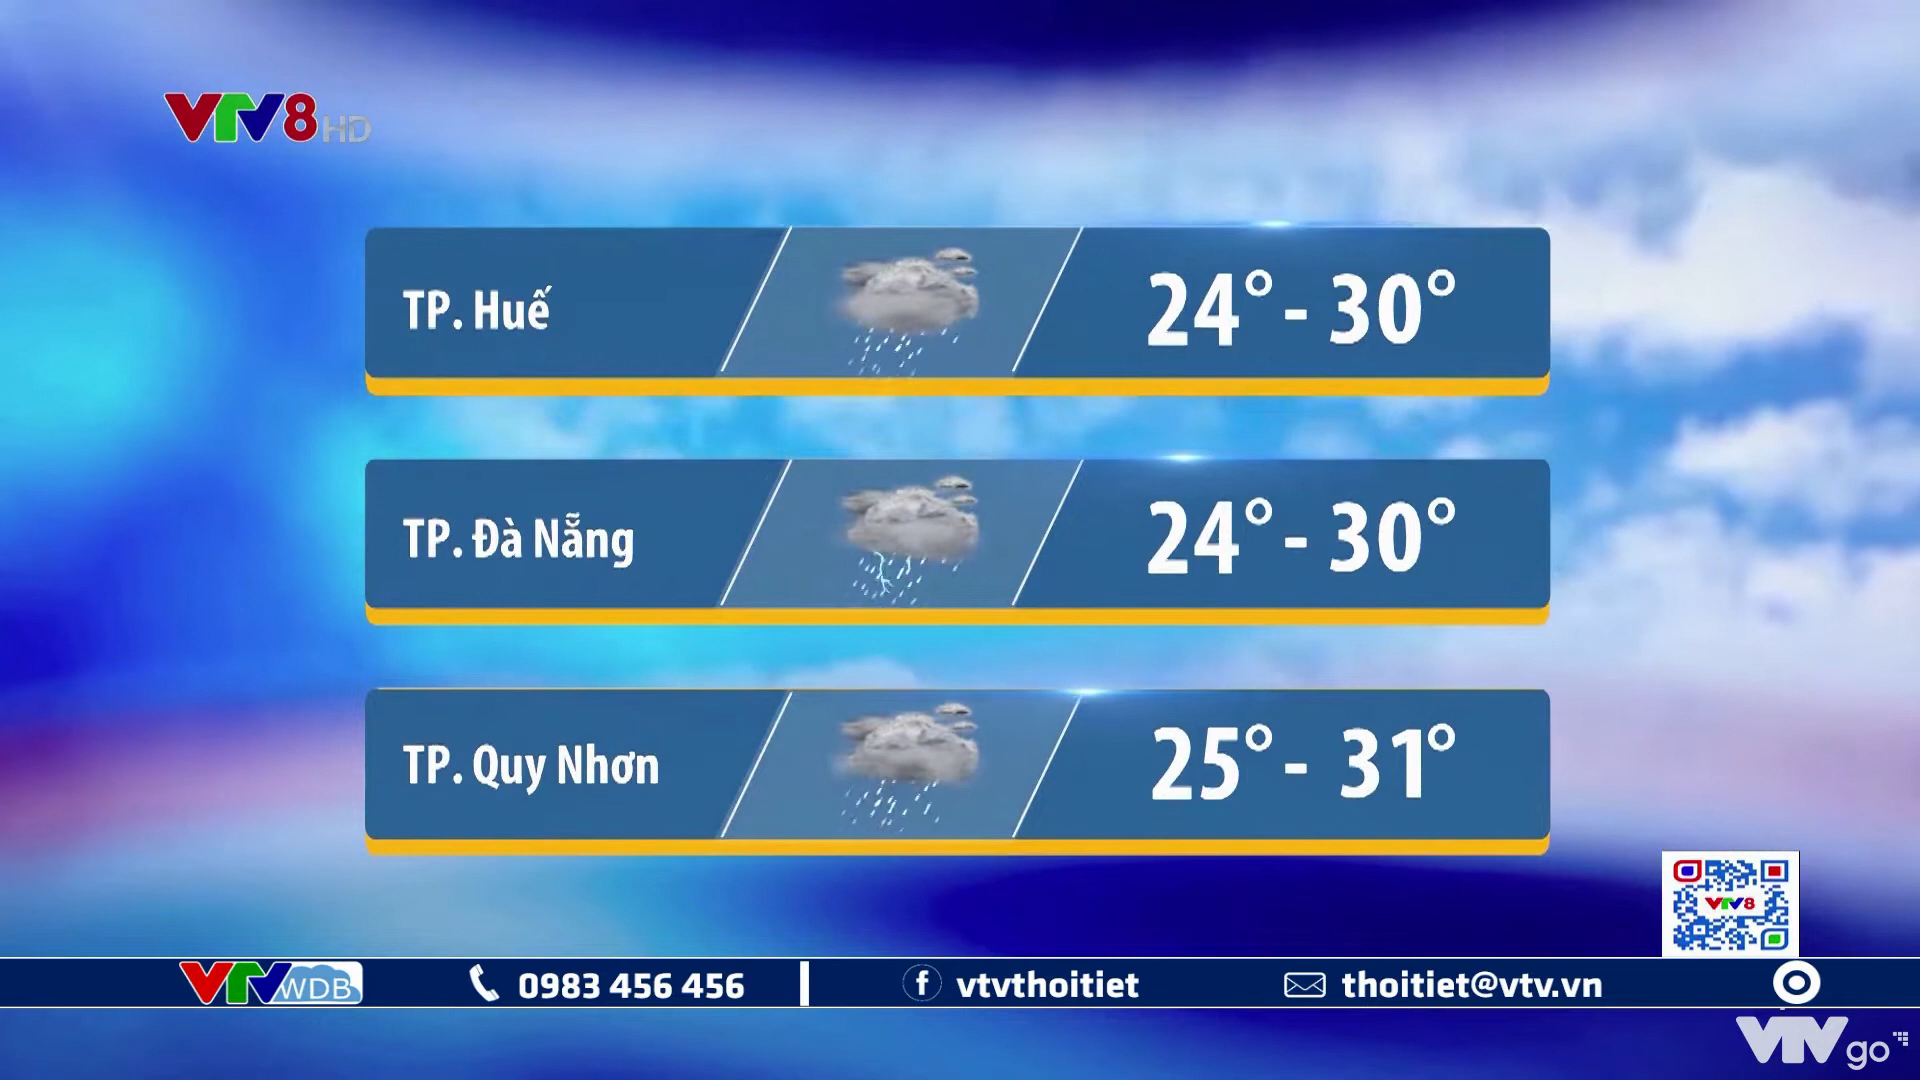 VTV8 HD
TP. Huế 24° - 30°
TP. Đà Nẵng 24° - 30°
TP. Quy Nhơn 25° - 31°
VTV8
VTV WDB 0983 456 456 vtvthoitiet thoitiet@vtv.vn
VTV go